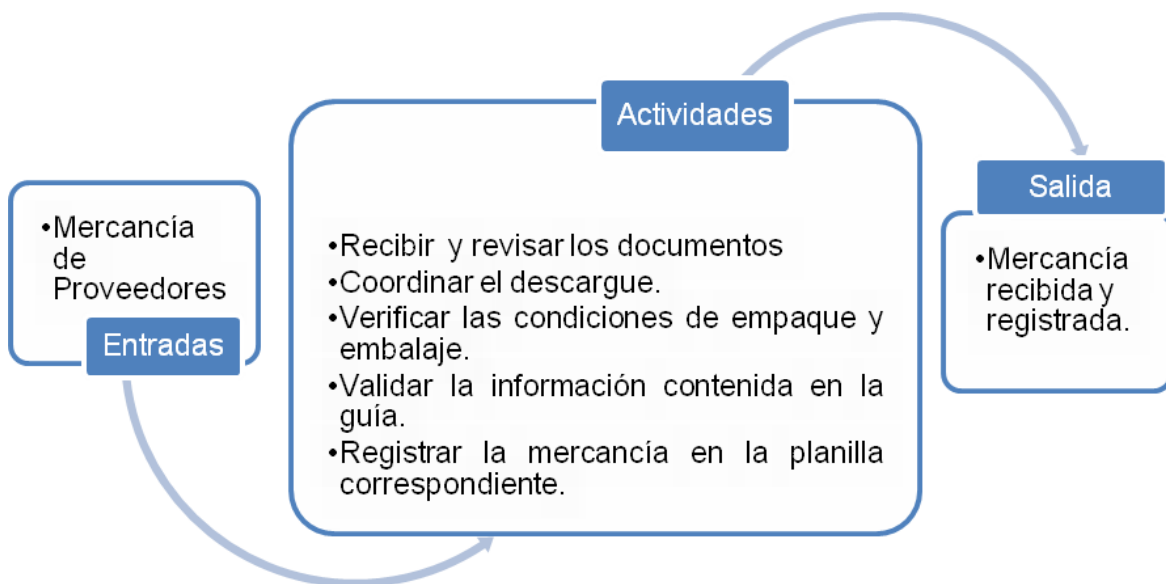 •Mercancía
de
Proveedores
Entradas
Actividades
•Recibir y revisar los documentos
•Coordinar el descargue.
•Verificar las condiciones de empaque y
embalaje.
•Validar la información contenida en la
guía.
•Registrar la mercancía en la planilla
correspondiente.
Salida
•Mercancía
recibida y
registrada.